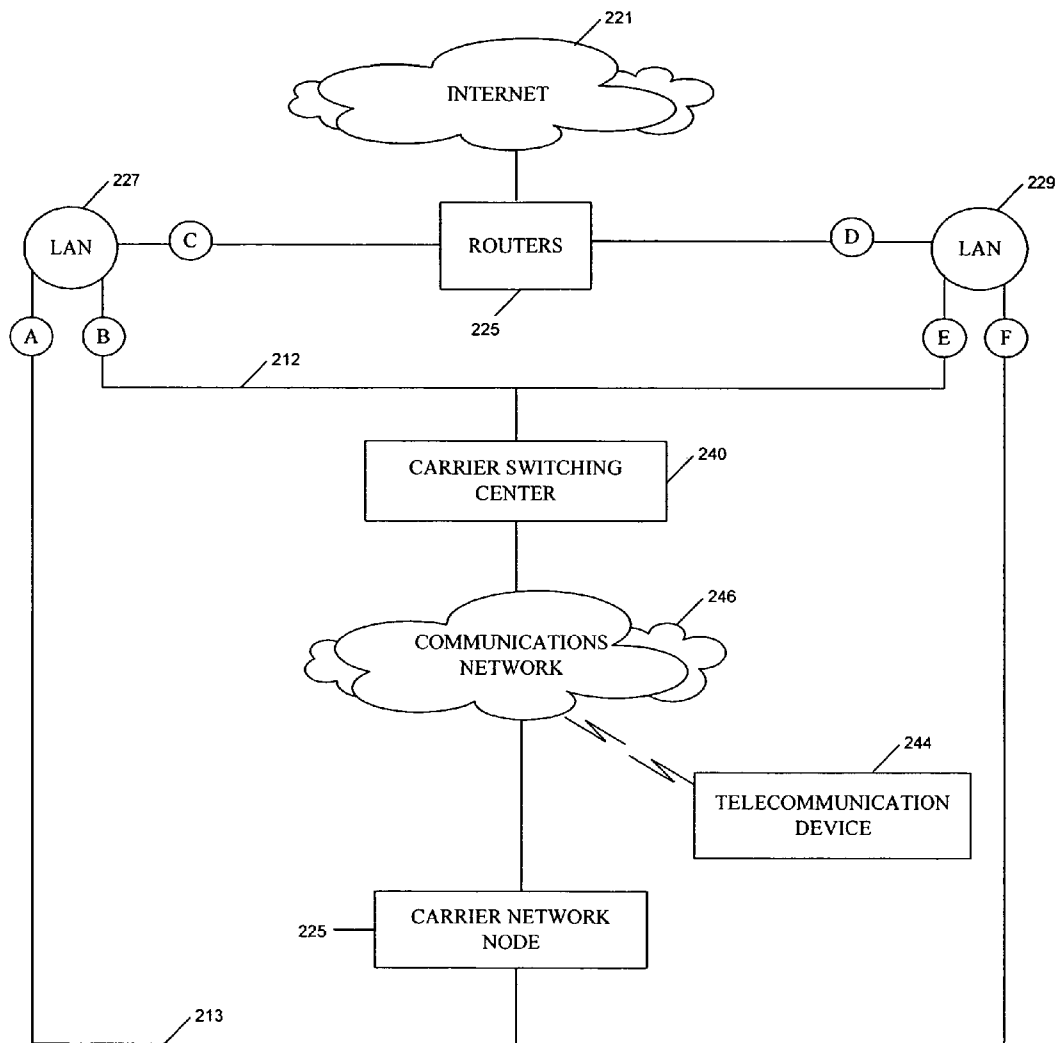 221
INTERNET
227
229
LAN
C
ROUTERS
D
LAN
225
A
B
E
F
212
CARRIER SWITCHING
CENTER
240
246
COMMUNICATIONS
NETWORK
244
TELECOMMUNICATION
DEVICE
CARRIER NETWORK
NODE
225
213